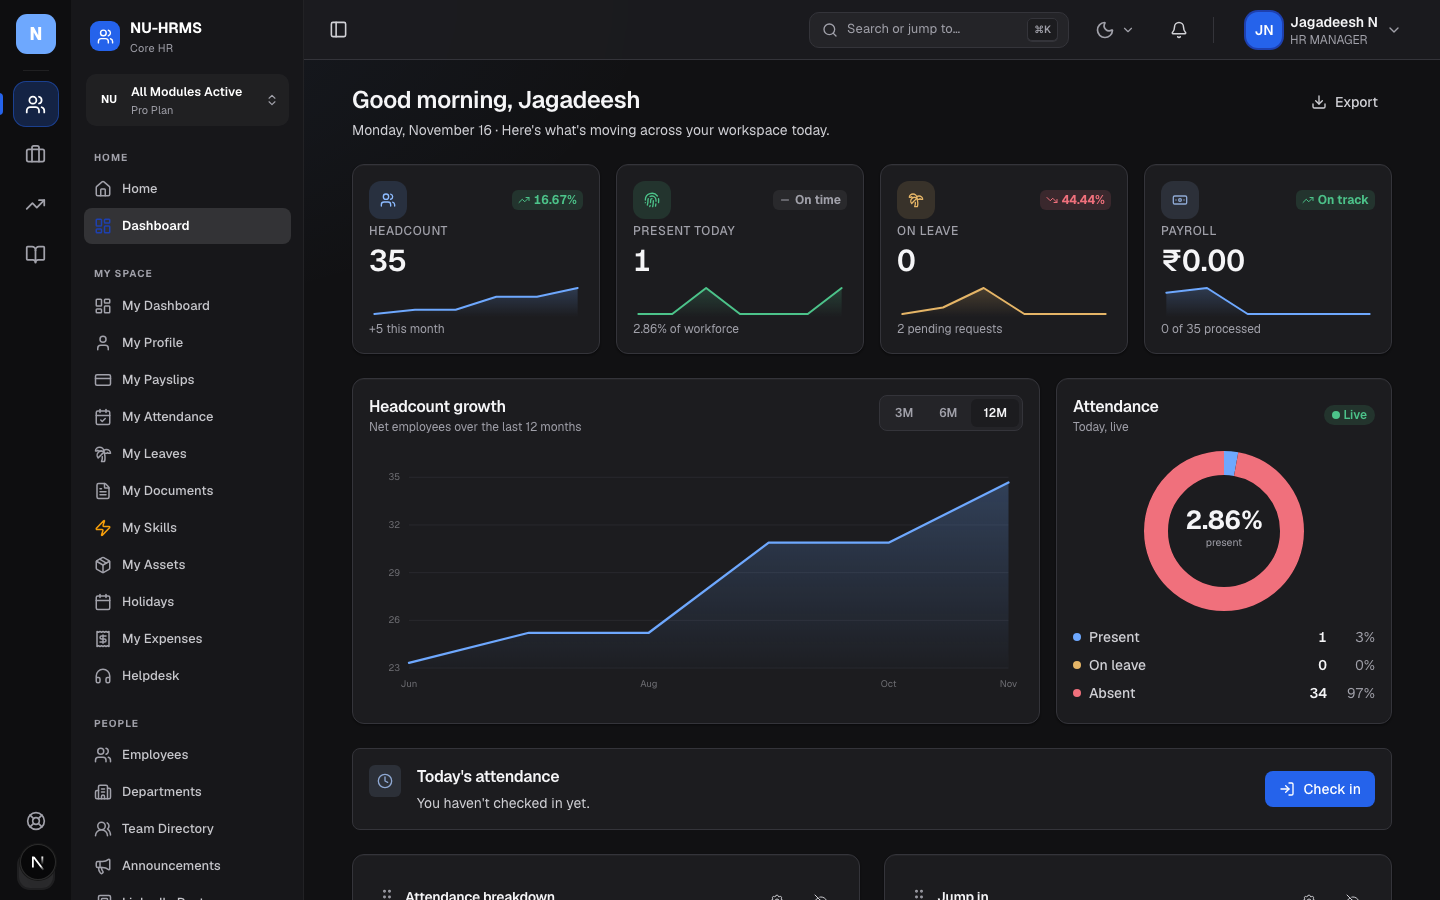 N
NU-HRMS
Core HR
NU
All Modules Active
Pro Plan
HOME
Home
Dashboard
MY SPACE
My Dashboard
My Profile
My Payslips
My Attendance
My Leaves
My Documents
My Skills
My Assets
Holidays
My Expenses
Helpdesk
PEOPLE
Employees
Departments
Team Directory
Announcements
N
Search or jump to...
⌘K
JN
Jagadeesh N
HR MANAGER
Good morning, Jagadeesh
Monday, November 16 · Here's what's moving across your workspace today.
Export
16.67%
HEADCOUNT
35
+5 this month
On time
PRESENT TODAY
1
2.86% of workforce
44.44%
ON LEAVE
0
2 pending requests
On track
PAYROLL
₹0.00
0 of 35 processed
Headcount growth
Net employees over the last 12 months
3M 6M 12M
35
32
29
26
23
Jun Aug Oct Nov
Attendance
Today, live
Live
2.86%
present
Present 1 3%
On leave 0 0%
Absent 34 97%
Today's attendance
You haven't checked in yet.
Check in
Attendance breakdown
Jump in